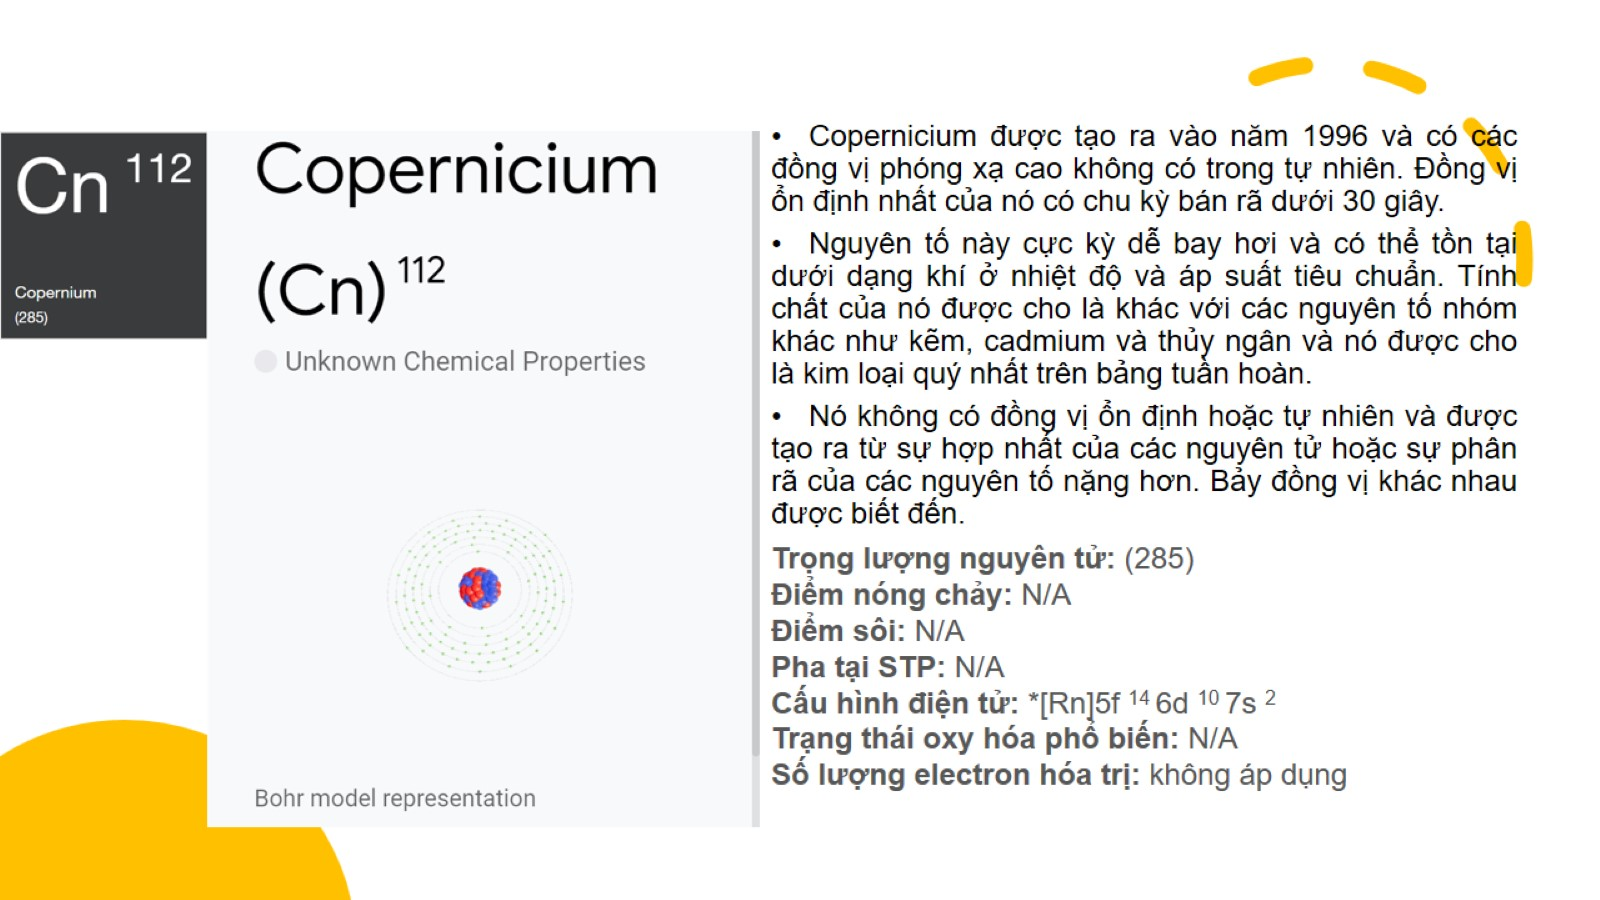 Cn 112
Copernium
(285)
Copernicium
(Cn) 112
Unknown Chemical Properties
Bohr model representation
• Copernicium được tạo ra vào năm 1996 và có các
đồng vị phóng xạ cao không có trong tự nhiên. Đồng vị
ổn định nhất của nó có chu kỳ bán rã dưới 30 giây.
• Nguyên tố này cực kỳ dễ bay hơi và có thể tồn tại
dưới dạng khí ở nhiệt độ và áp suất tiêu chuẩn. Tính
chất của nó được cho là khác với các nguyên tố nhóm
khác như kẽm, cadmium và thủy ngân và nó được cho
là kim loại quý nhất trên bảng tuần hoàn.
• Nó không có đồng vị ổn định hoặc tự nhiên và được
tạo ra từ sự hợp nhất của các nguyên tử hoặc sự phân
rã của các nguyên tố nặng hơn. Bảy đồng vị khác nhau
được biết đến.
Trọng lượng nguyên tử: (285)
Điểm nóng chảy: N/A
Điểm sôi: N/A
Pha tại STP: N/A
Cấu hình điện tử: *[Rn]5f 14 6d 10 7s 2
Trạng thái oxy hóa phổ biến: N/A
Số lượng electron hóa trị: không áp dụng